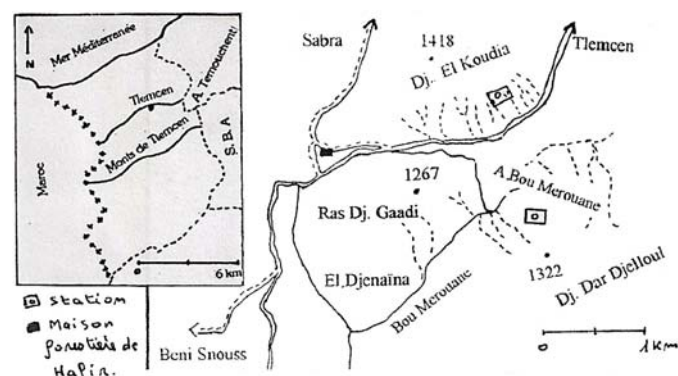 N
Mer Méditerranée
A. Temouchent
Tlemcen
Monts de Tlemcen
S.B.A
Maroc
0
6 km
station
Maison
forestière de
Hafir.
Sabra
1418
Dj. El Koudia
Tlemcen
1267
Ras Dj. Gaadi
A. Bou Merouane
El Djenaïna
Bou Merouane
1322
Dj. Dar Djelloul
Beni Snouss
0
1 Km